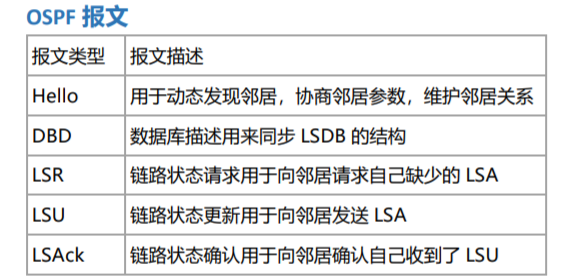 OSPF 报文
报文类型 报文描述
Hello 用于动态发现邻居，协商邻居参数，维护邻居关系
DBD 数据库描述用来同步 LSDB 的结构
LSR 链路状态请求用于向邻居请求自己缺少的 LSA
LSU 链路状态更新用于向邻居发送 LSA
LSAck 链路状态确认用于向邻居确认自己收到了 LSU